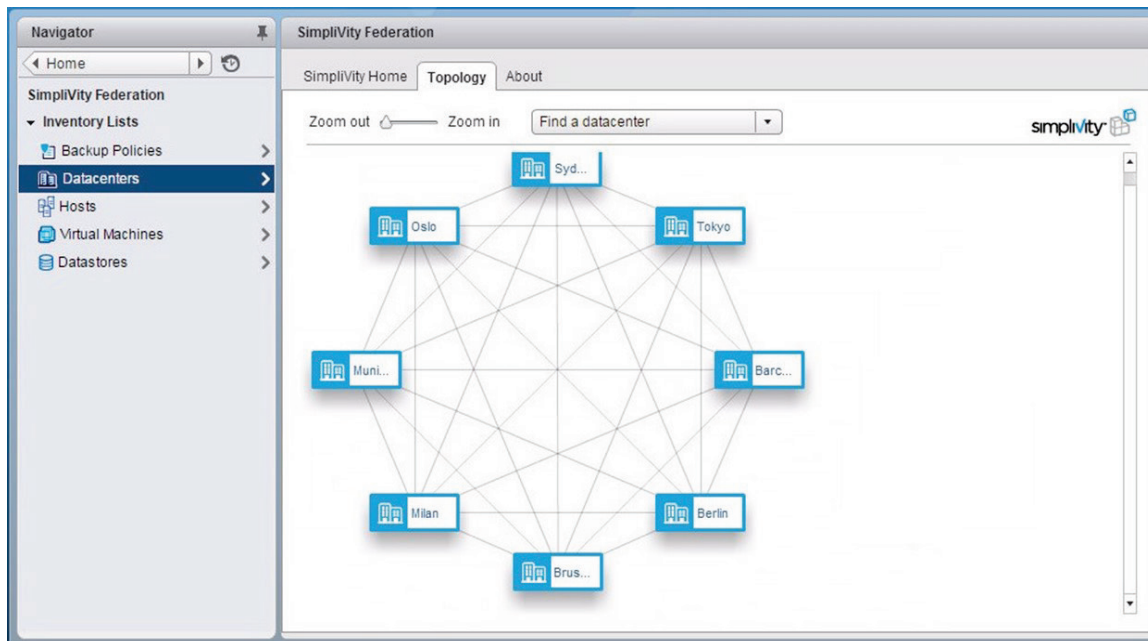 Navigator
Home
SimpliVity Federation
Inventory Lists
Backup Policies
Datacenters
Hosts
Virtual Machines
Datastores
SimpliVity Federation
SimpliVity Home Topology About
Zoom out Zoom in Find a datacenter
simplivity
Syd...
Oslo Tokyo
Muni... Barc...
Milan Berlin
Brus...